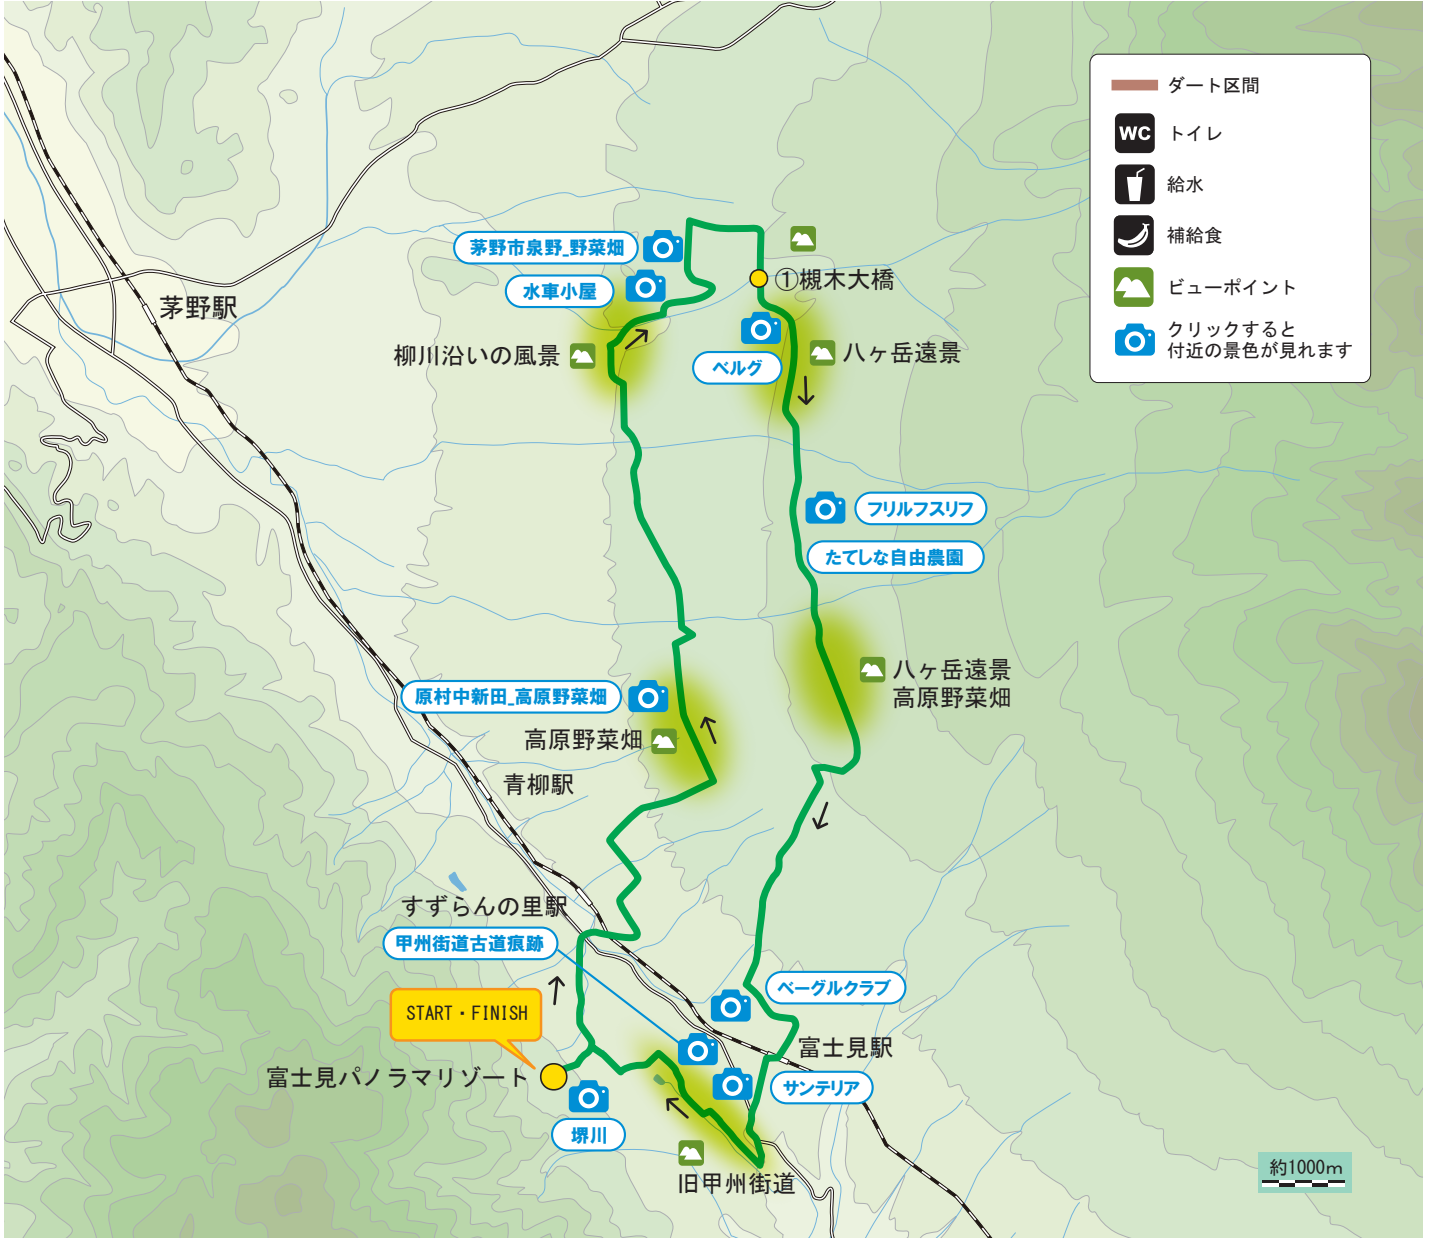 ダート区間
WC
トイレ
給水
補給食
ビューポイント
クリックすると
付近の景色が見れます
茅野市泉野_野菜畑
水車小屋
①槻木大橋
茅野駅
柳川沿いの風景
ベルグ
八ヶ岳遠景
フリルフスリフ
たてしな自由農園
八ヶ岳遠景
高原野菜畑
原村中新田_高原野菜畑
高原野菜畑
青柳駅
すずらんの里駅
甲州街道古道痕跡
ベーグルクラブ
START・FINISH
富士見駅
富士見パノラマリゾート
サンテリア
堺川
旧甲州街道
約1000m